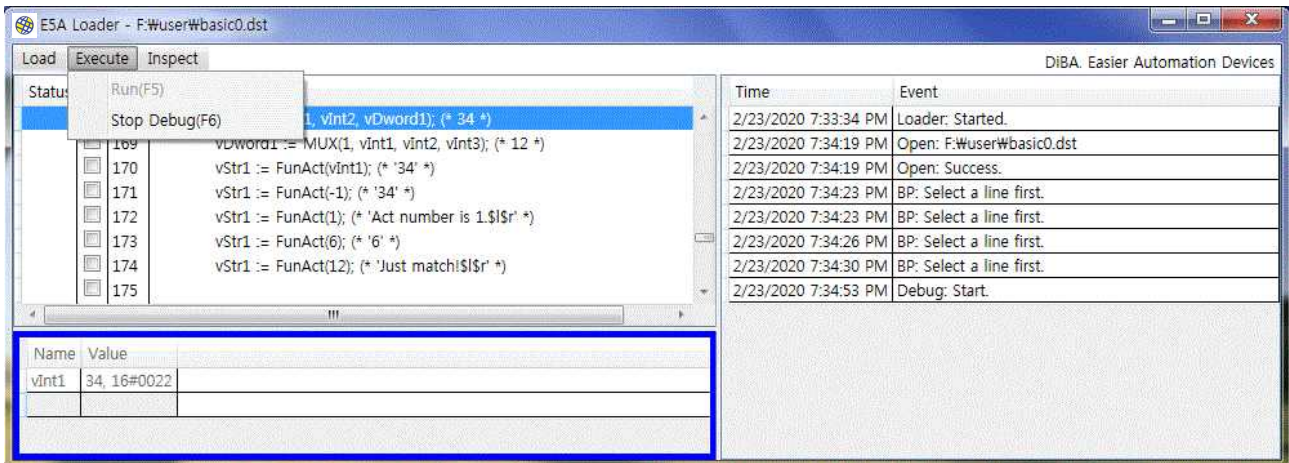 E5A Loader - F:₩user₩basic0.dst
Load Execute Inspect
DiBA. Easier Automation Devices
Run(F5)
Stop Debug(F6)
1, vInt2, vDword1); (* 34 *)
169 vDword1 := MUX(1, vInt1, vInt2, vInt3); (* 12 *)
170 vStr1 := FunAct(vInt1); (* '34' *)
171 vStr1 := FunAct(-1); (* '34' *)
172 vStr1 := FunAct(1); (* 'Act number is 1.$l$r' *)
173 vStr1 := FunAct(6); (* '6' *)
174 vStr1 := FunAct(12); (* 'Just match!$l$r' *)
175
Name Value
vInt1 34, 16#0022
Time Event
2/23/2020 7:33:34 PM Loader: Started.
2/23/2020 7:34:19 PM Open: F:₩user₩basic0.dst
2/23/2020 7:34:19 PM Open: Success.
2/23/2020 7:34:23 PM BP: Select a line first.
2/23/2020 7:34:23 PM BP: Select a line first.
2/23/2020 7:34:26 PM BP: Select a line first.
2/23/2020 7:34:30 PM BP: Select a line first.
2/23/2020 7:34:53 PM Debug: Start.